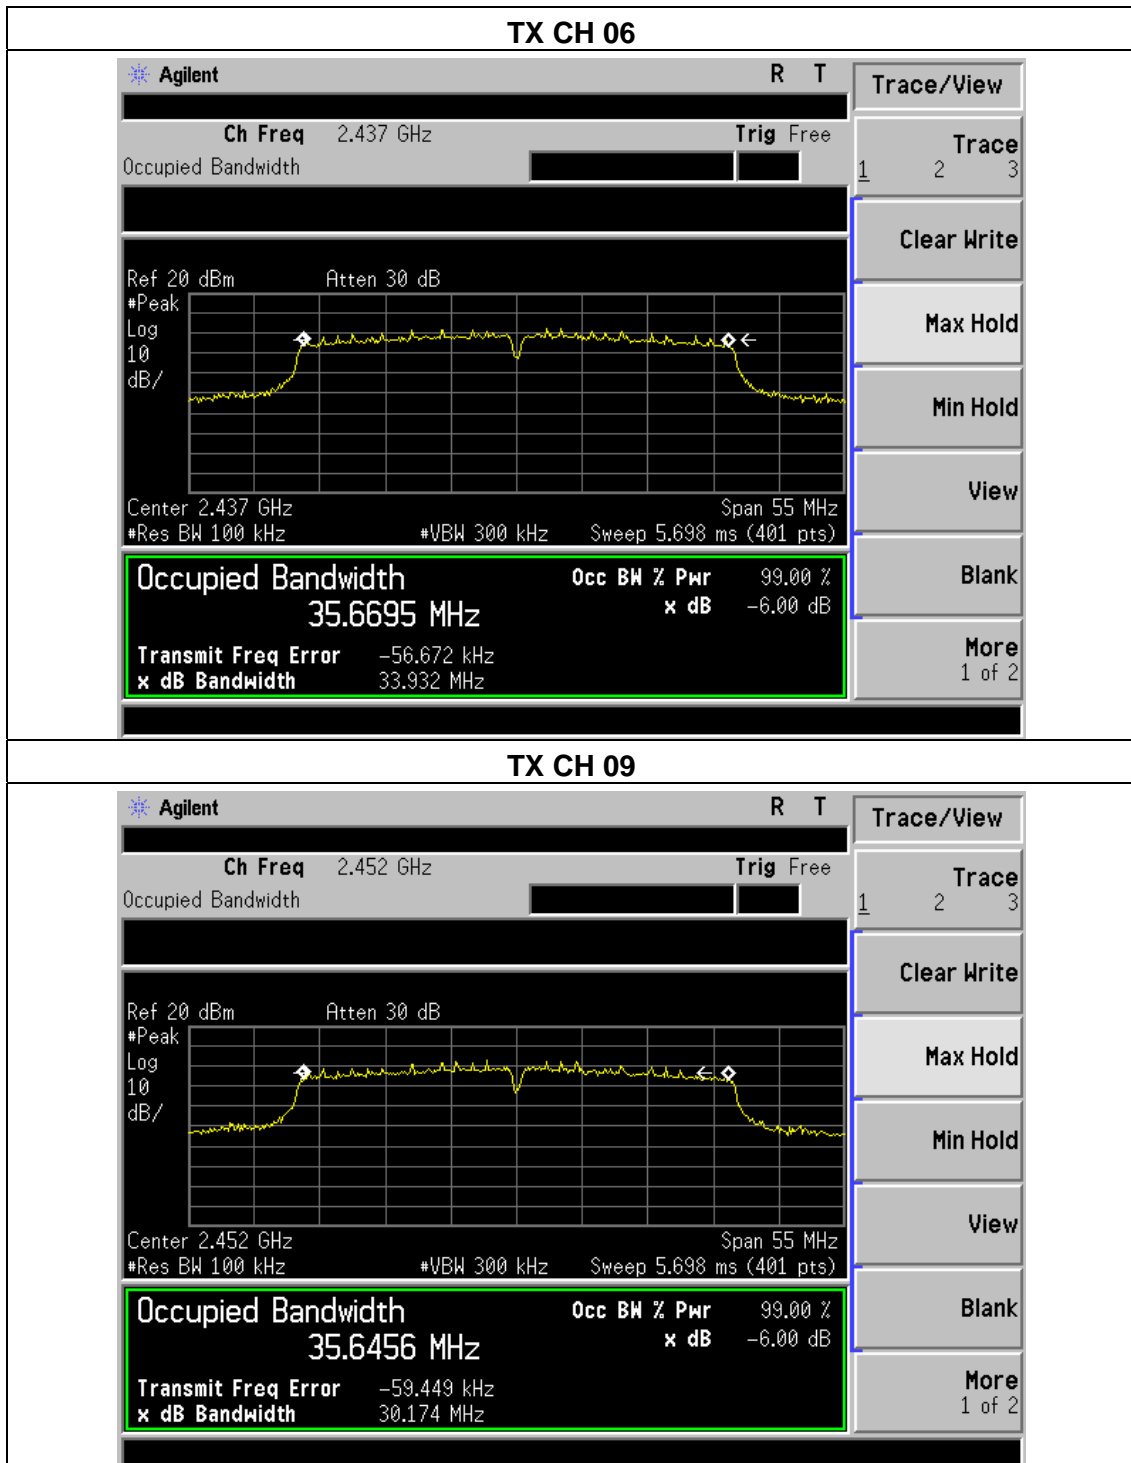 TX CH 06
Agilent R T
Trace/View
Ch Freq 2.437 GHz Trig Free
Occupied Bandwidth
Trace
1 2 3
Clear Write
Max Hold
Min Hold
View
Blank
More
1 of 2
Ref 20 dBm Atten 30 dB
#Peak
Log
10
dB/
Center 2.437 GHz Span 55 MHz
#Res BW 100 kHz #VBW 300 kHz Sweep 5.698 ms (401 pts)
Occupied Bandwidth Occ BW % Pwr 99.00 %
35.6695 MHz x dB -6.00 dB
Transmit Freq Error -56.672 kHz
x dB Bandwidth 33.932 MHz
TX CH 09
Agilent R T
Trace/View
Ch Freq 2.452 GHz Trig Free
Occupied Bandwidth
Trace
1 2 3
Clear Write
Max Hold
Min Hold
View
Blank
More
1 of 2
Ref 20 dBm Atten 30 dB
#Peak
Log
10
dB/
Center 2.452 GHz Span 55 MHz
#Res BW 100 kHz #VBW 300 kHz Sweep 5.698 ms (401 pts)
Occupied Bandwidth Occ BW % Pwr 99.00 %
35.6456 MHz x dB -6.00 dB
Transmit Freq Error -59.449 kHz
x dB Bandwidth 30.174 MHz